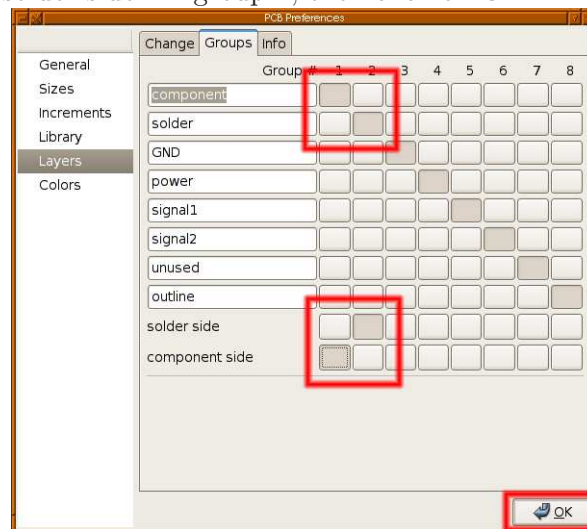 PCB Preferences
Change Groups Info
General
Sizes
Increments
Library
Layers
Colors
Group # 1 2 3 4 5 6 7 8
component
solder
GND
power
signal1
signal2
unused
outline
solder side
component side
OK